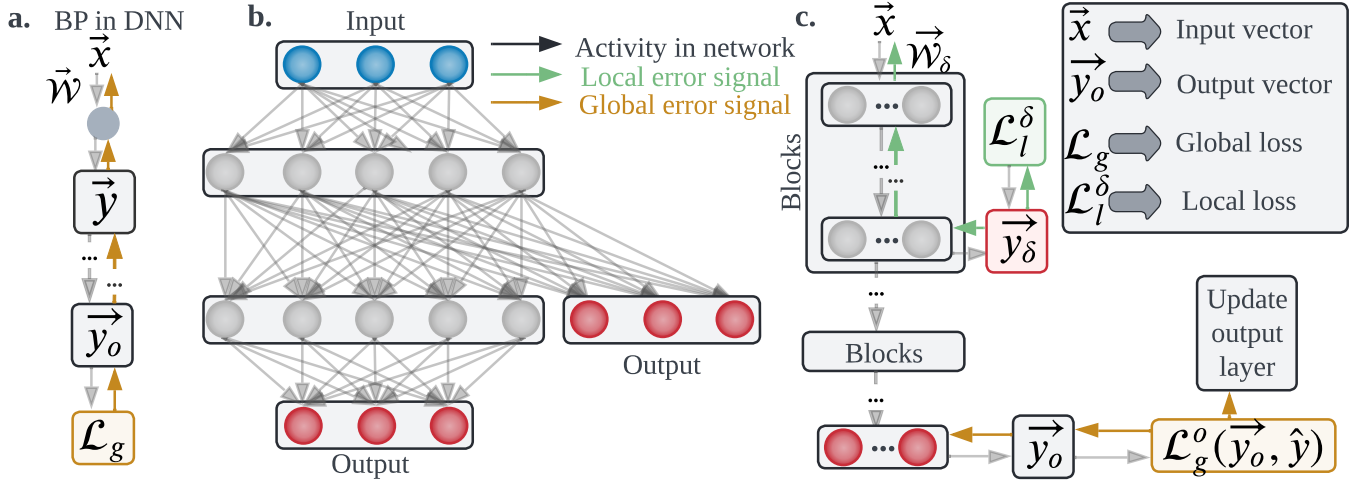 a. BP in DNN
x⃗
𝒲⃗
y⃗
...
...
y⃗ₒ
ℒ_g
b.
Input
Activity in network
Local error signal
Global error signal
Output
Output
c.
x⃗
𝒲⃗_δ
Blocks
...
...
...
...
ℒ_l^δ
y⃗_δ
...
Blocks
...
...
y⃗ₒ
ℒ_g^o(y⃗ₒ, ŷ)
Update
output
layer
x⃗ Input vector
y⃗ₒ Output vector
ℒ_g Global loss
ℒ_l^δ Local loss